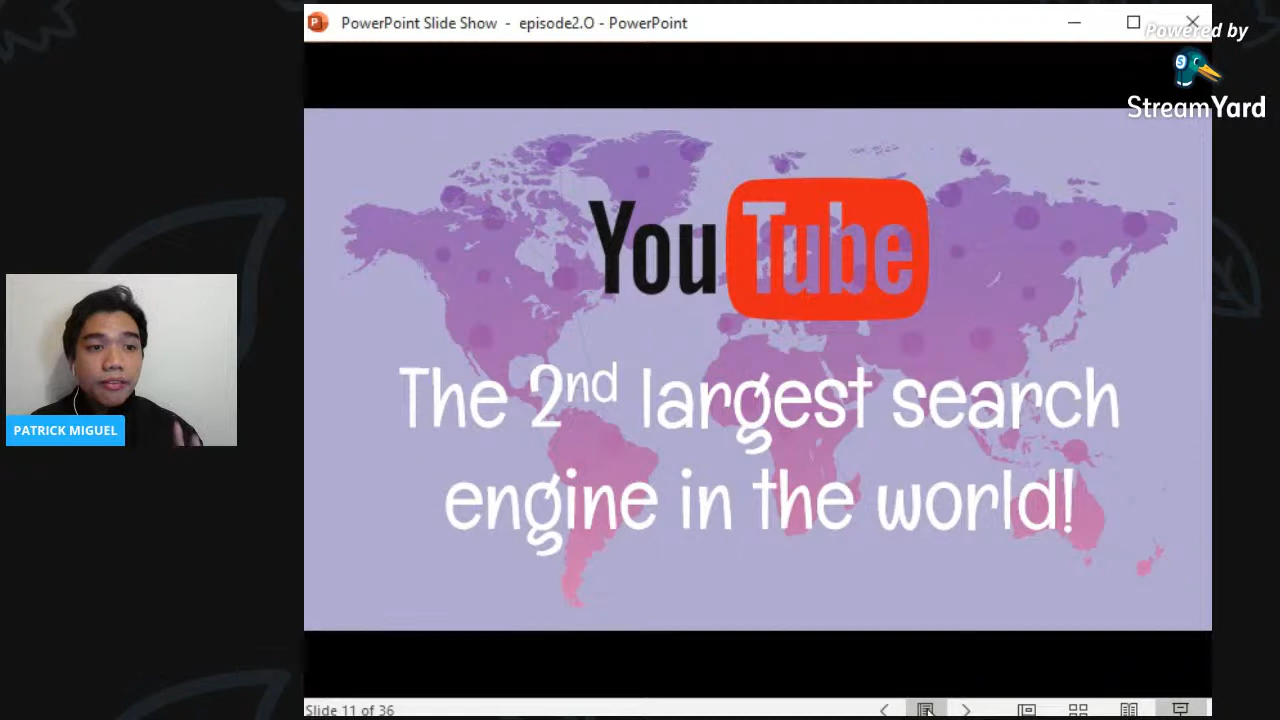 PowerPoint Slide Show - episode2.O - PowerPoint
Powered by
StreamYard
YouTube
The 2nd largest search
engine in the world!
PATRICK MIGUEL
Slide 11 of 36